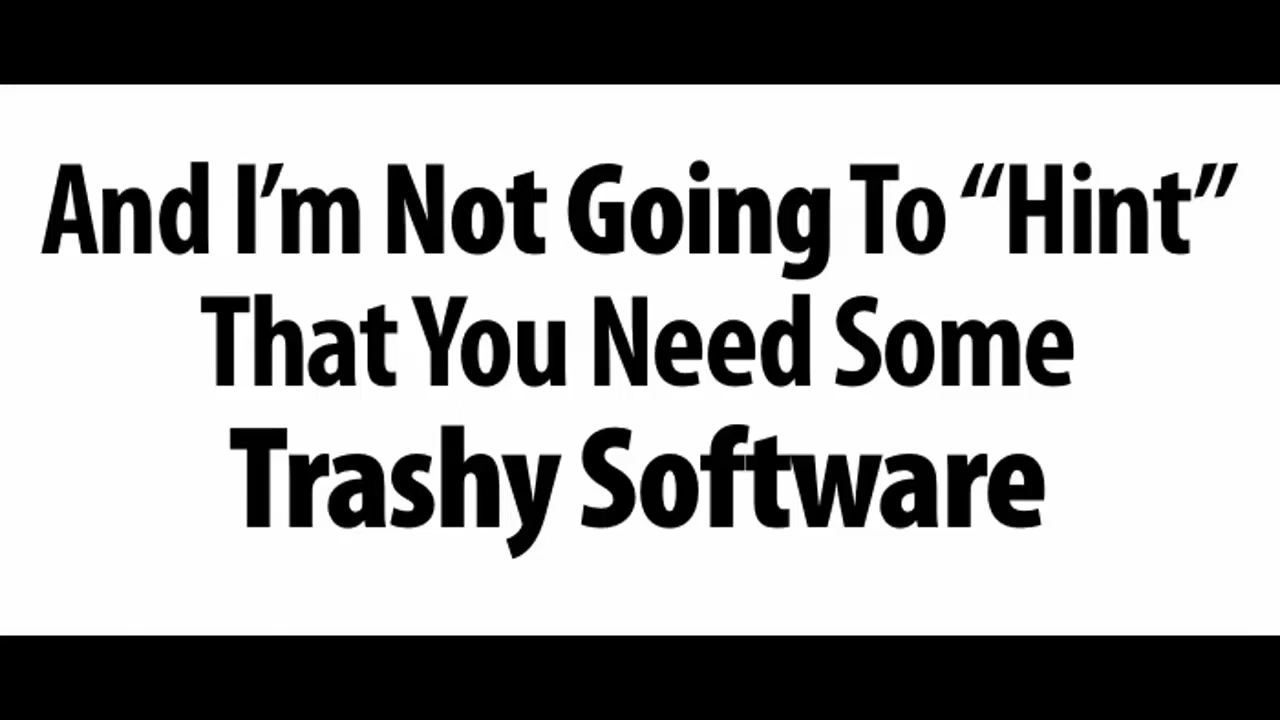 And I’m Not Going To “Hint”
That You Need Some
Trashy Software